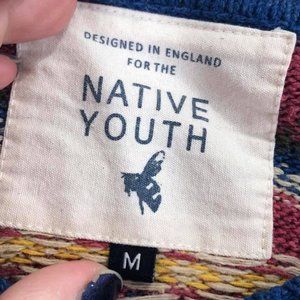 DESIGNED IN ENGLAND
FOR THE
NATIVE
YOUTH
M